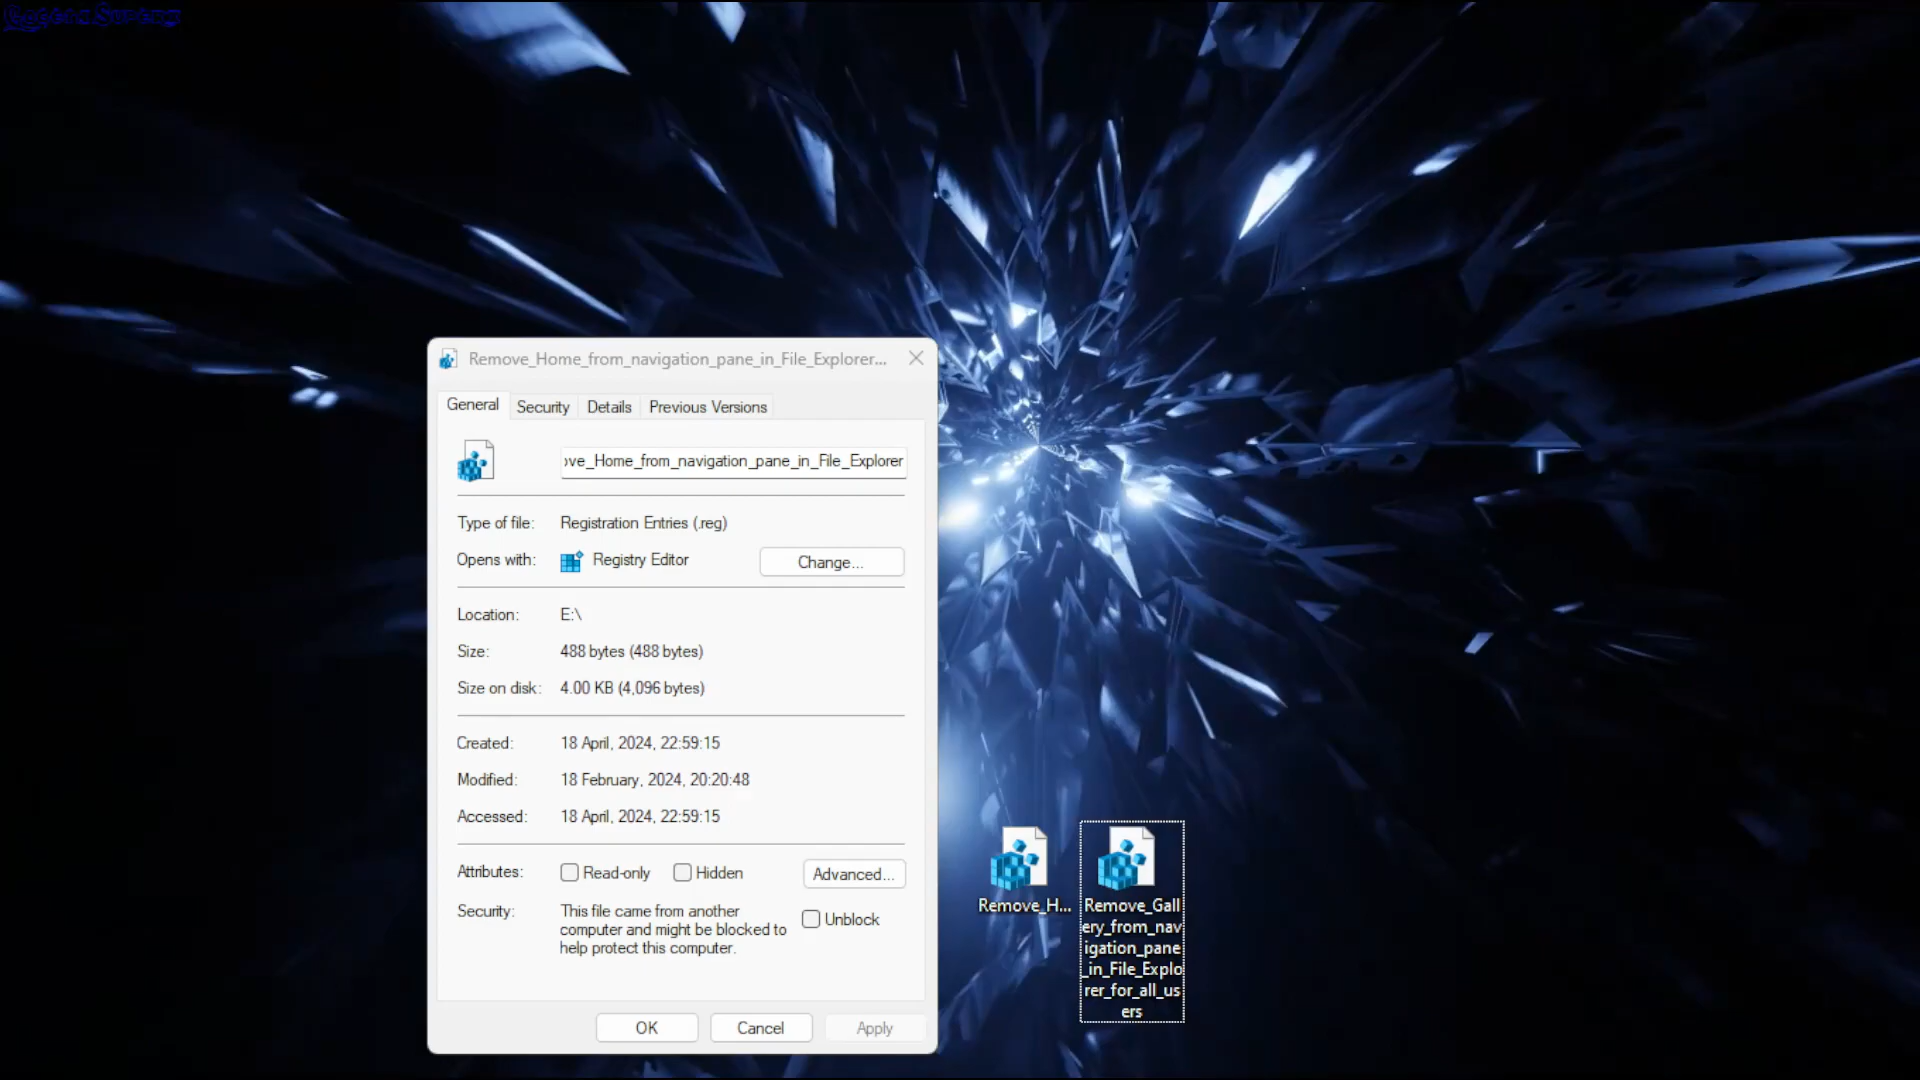 Remove_Home_from_navigation_pane_in_File_Explorer...
General
Security
Details
Previous Versions
ove_Home_from_navigation_pane_in_File_Explorer
Type of file: Registration Entries (.reg)
Opens with: Registry Editor
Change...
Location: E:\
Size: 488 bytes (488 bytes)
Size on disk: 4.00 KB (4,096 bytes)
Created: 18 April, 2024, 22:59:15
Modified: 18 February, 2024, 20:20:48
Accessed: 18 April, 2024, 22:59:15
Attributes: Read-only Hidden Advanced...
Security: This file came from another
computer and might be blocked to
help protect this computer.
Unblock
OK Cancel Apply
Remove_H...
Remove_Gall
ery_from_nav
igation_pane
_in_File_Explo
rer_for_all_us
ers